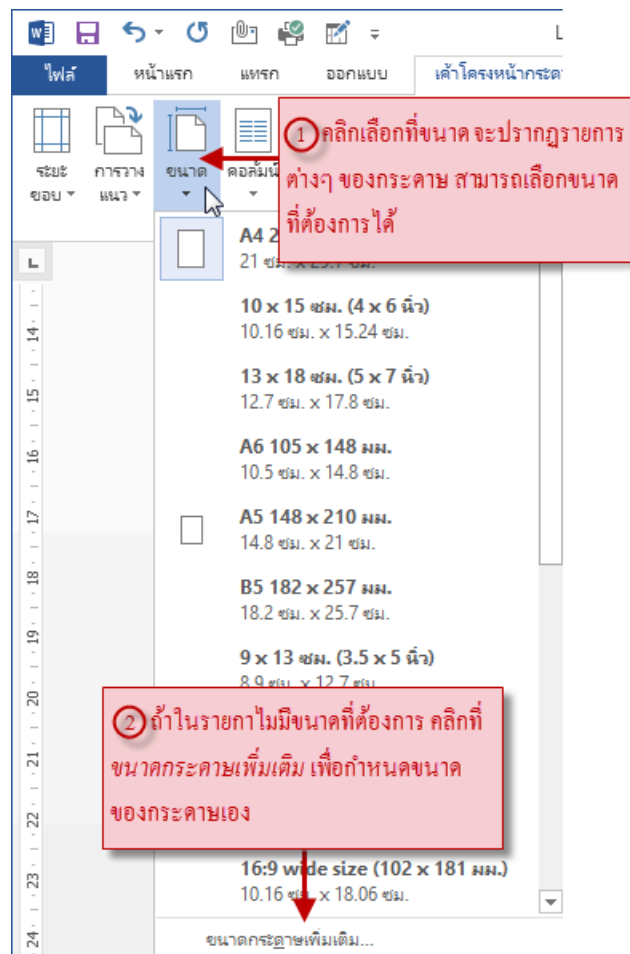 L
ไฟล์ หน้าแรก แทรก ออกแบบ เค้าโครงหน้ากระดา
ระยะขอบ
การวางแนว
ขนาด
คอลัมน์
1 คลิกเลือกที่ขนาด จะปรากฏรายการ
ต่างๆ ของกระดาษ สามารถเลือกขนาด
ที่ต้องการได้
A4 2
21 ซม. x 29.7 ซม.
10 x 15 ซม. (4 x 6 นิ้ว)
10.16 ซม. x 15.24 ซม.
13 x 18 ซม. (5 x 7 นิ้ว)
12.7 ซม. x 17.8 ซม.
A6 105 x 148 มม.
10.5 ซม. x 14.8 ซม.
A5 148 x 210 มม.
14.8 ซม. x 21 ซม.
B5 182 x 257 มม.
18.2 ซม. x 25.7 ซม.
9 x 13 ซม. (3.5 x 5 นิ้ว)
8.9 ซม. x 12.7 ซม.
2 ถ้าในรายกาไมมีขนาดที่ต้องการ คลิกที่
ขนาดกระดาษเพิ่มเติม เพื่อกำหนดขนาด
ของกระดาษเอง
16:9 wide size (102 x 181 มม.)
10.16 ซม. x 18.06 ซม.
ขนาดกระดาษเพิ่มเติม...
14
15
16
17
18
19
20
21
22
23
24